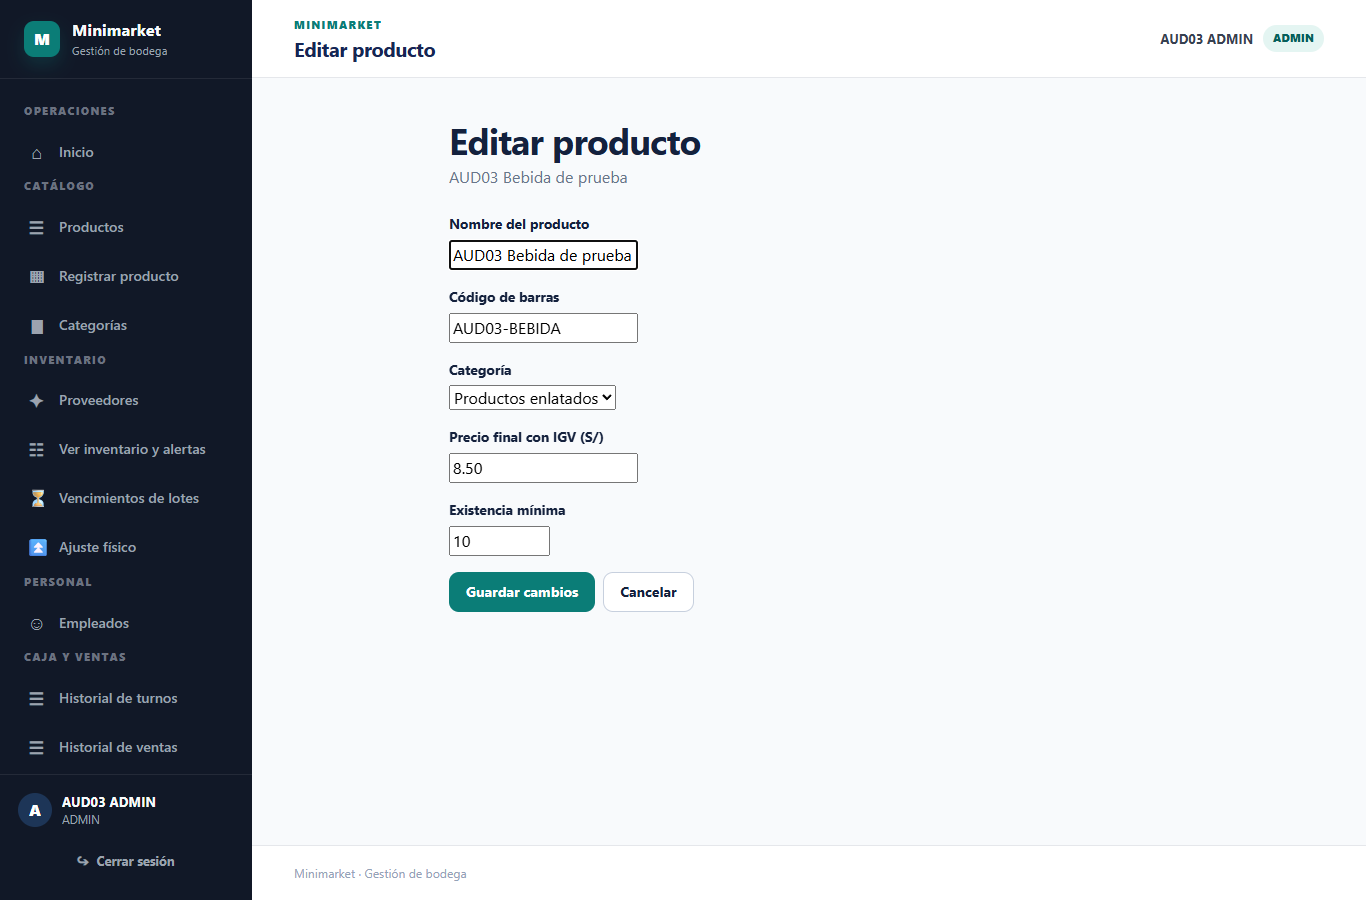 M
Minimarket
Gestión de bodega
OPERACIONES
Inicio
CATÁLOGO
Productos
Registrar producto
Categorías
INVENTARIO
Proveedores
Ver inventario y alertas
Vencimientos de lotes
Ajuste físico
PERSONAL
Empleados
CAJA Y VENTAS
Historial de turnos
Historial de ventas
A
AUD03 ADMIN
ADMIN
Cerrar sesión
MINIMARKET
Editar producto
AUD03 ADMIN
ADMIN
Editar producto
AUD03 Bebida de prueba
Nombre del producto
AUD03 Bebida de prueba
Código de barras
AUD03-BEBIDA
Categoría
Productos enlatados
Precio final con IGV (S/)
8.50
Existencia mínima
10
Guardar cambios
Cancelar
Minimarket · Gestión de bodega